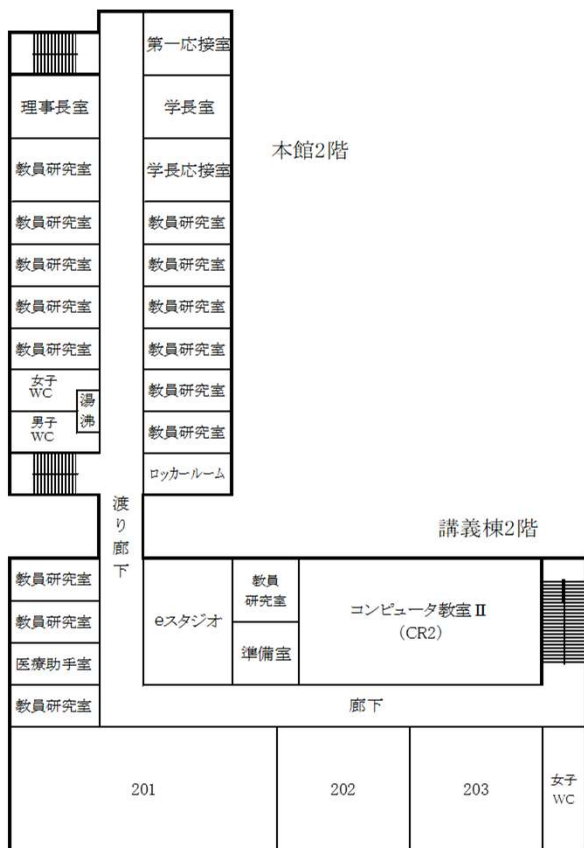 第一応接室
理事長室
学長室
本館2階
教員研究室
学長応接室
教員研究室
教員研究室
教員研究室
教員研究室
教員研究室
教員研究室
教員研究室
教員研究室
女子
WC
湯
沸
教員研究室
男子
WC
教員研究室
ロッカールーム
渡
り
廊
下
講義棟2階
教員研究室
教員研究室
医療助手室
教員研究室
eスタジオ
教員
研究室
準備室
コンピュータ教室Ⅱ
(CR2)
廊下
201
202
203
女子
WC